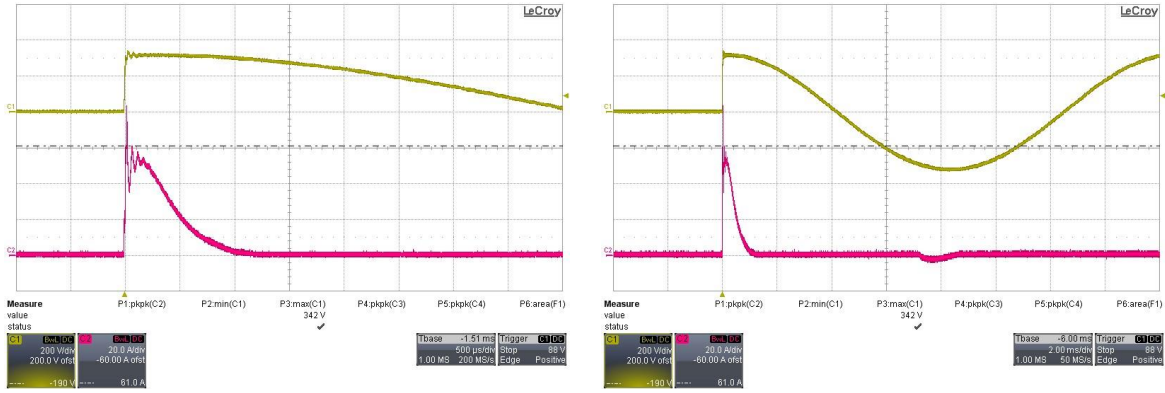 LeCroy
C1
C2
Measure P1:pkpk(C2) P2:min(C1) P3:max(C1) P4:pkpk(C3) P5:pkpk(C4) P6:area(F1)
value 342 V
status ✓
C1 BwL DC
200 V/div
200.0 V ofst
-190 V
C2 BwL DC
20.0 A/div
-60.00 A ofst
61.0 A
Tbase -1.51 ms
500 µs/div
1.00 MS 200 MS/s
Trigger C1 DC
Stop 88 V
Edge Positive
LeCroy
C1
C2
Measure P1:pkpk(C2) P2:min(C1) P3:max(C1) P4:pkpk(C3) P5:pkpk(C4) P6:area(F1)
value 342 V
status ✓
C1 BwL DC
200 V/div
200.0 V ofst
-190 V
C2 BwL DC
20.0 A/div
-60.00 A ofst
61.0 A
Tbase -6.00 ms
2.00 ms/div
1.00 MS 50 MS/s
Trigger C1 DC
Stop 88 V
Edge Positive